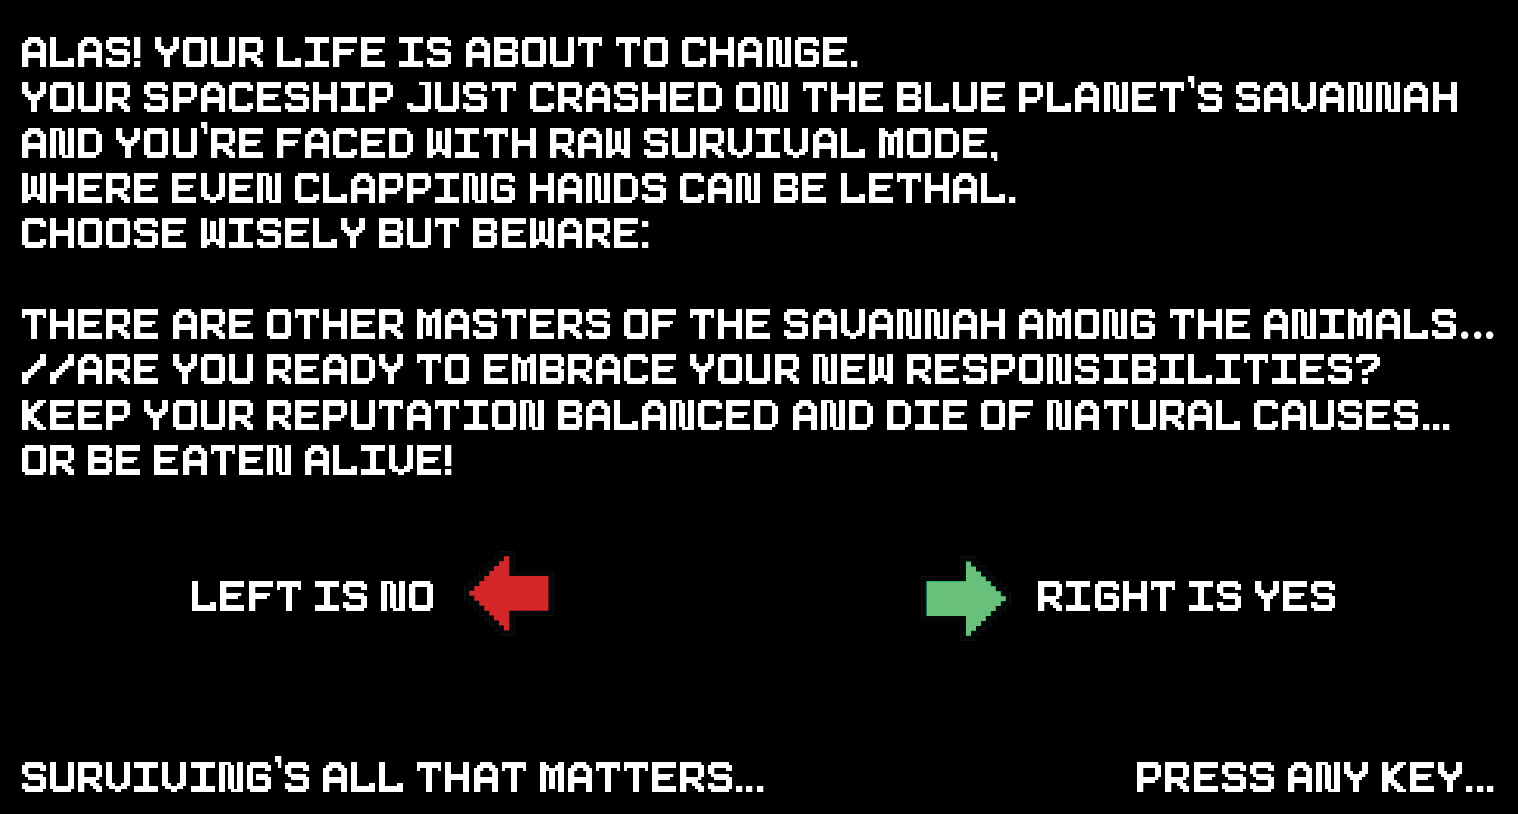 ALAS! YOUR LIFE IS ABOUT TO CHANGE.
YOUR SPACESHIP JUST CRASHED ON THE BLUE PLANET'S SAVANNAH
AND YOU'RE FACED WITH RAW SURVIVAL MODE,
WHERE EVEN CLAPPING HANDS CAN BE LETHAL.
CHOOSE WISELY BUT BEWARE:
THERE ARE OTHER MASTERS OF THE SAVANNAH AMONG THE ANIMALS...
//ARE YOU READY TO EMBRACE YOUR NEW RESPONSIBILITIES?
KEEP YOUR REPUTATION BALANCED AND DIE OF NATURAL CAUSES...
OR BE EATEN ALIVE!
LEFT IS NO
RIGHT IS YES
SURVIVING'S ALL THAT MATTERS...
PRESS ANY KEY...